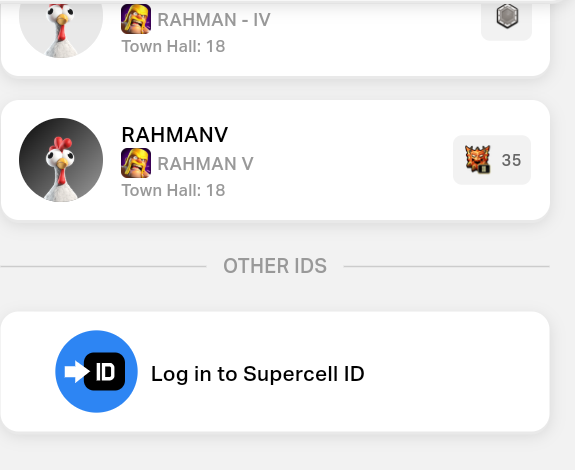 RAHMAN - IV
Town Hall: 18
RAHMANV
RAHMAN V
Town Hall: 18
35
OTHER IDS
ID
Log in to Supercell ID